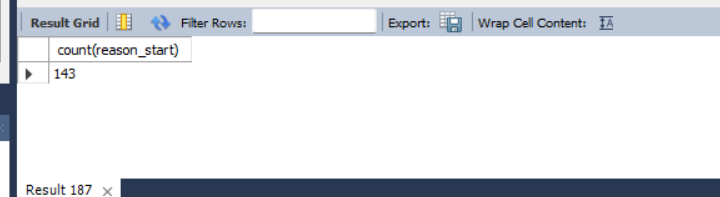 Result Grid Filter Rows: Export: Wrap Cell Content:
count(reason_start)
143
Result 187